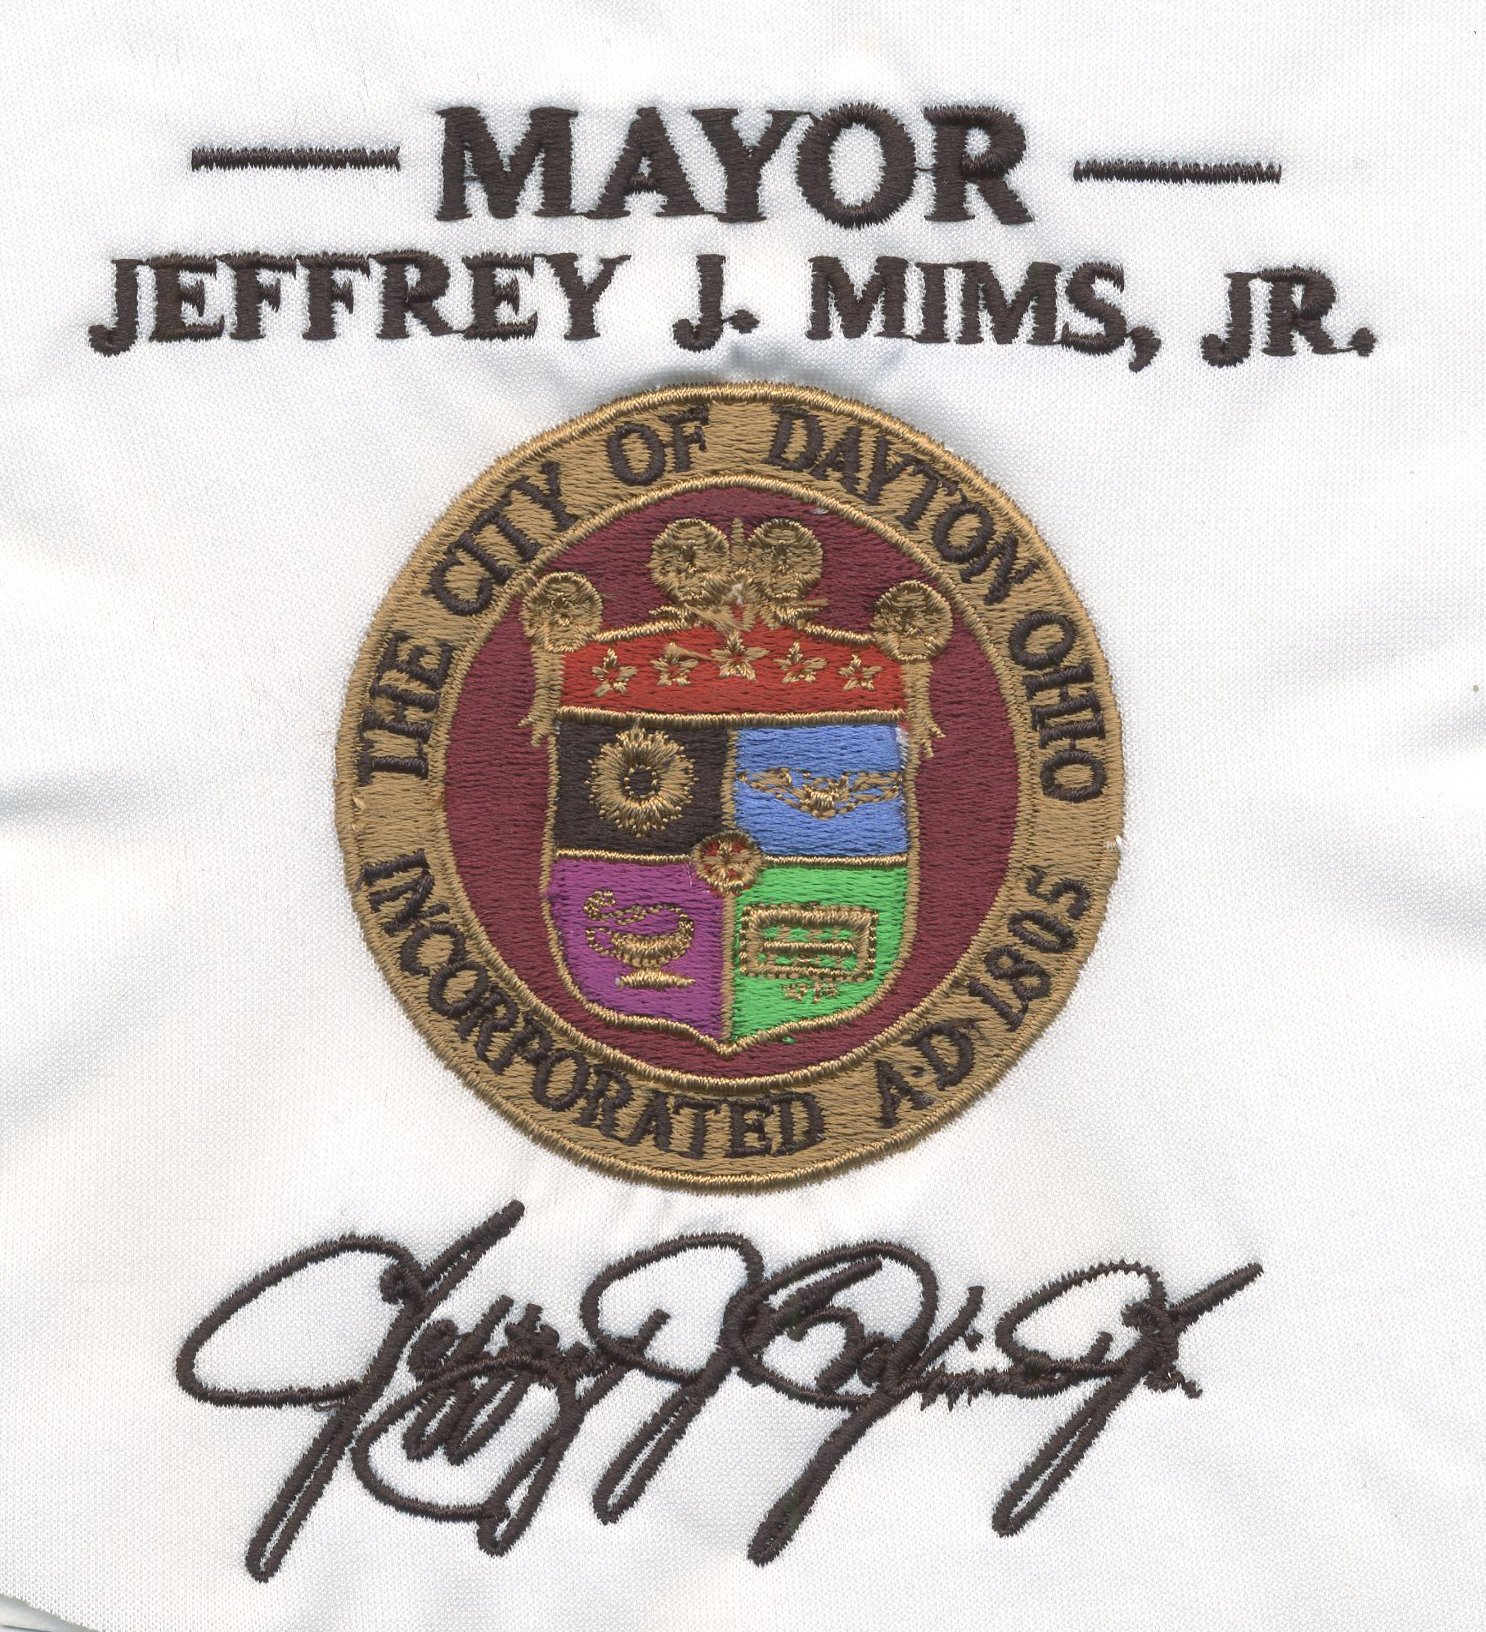 — MAYOR —
JEFFREY J. MIMS, JR.
THE CITY OF DAYTON OHIO
INCORPORATED A·D·1805